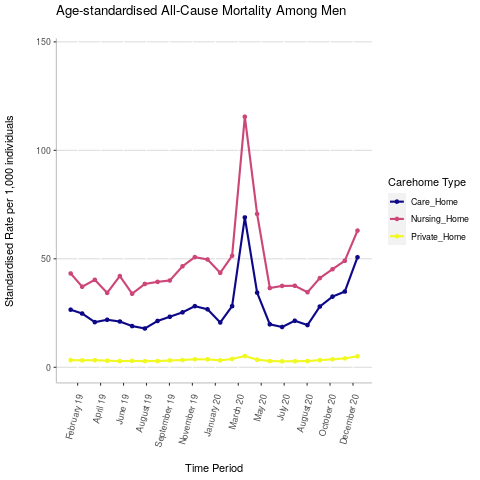 Age-standardised All-Cause Mortality Among Men
Standardised Rate per 1,000 individuals
150
100
50
0
February 19
April 19
June 19
August 19
September 19
November 19
January 20
March 20
May 20
July 20
August 20
October 20
December 20
Time Period
Carehome Type
Care_Home
Nursing_Home
Private_Home